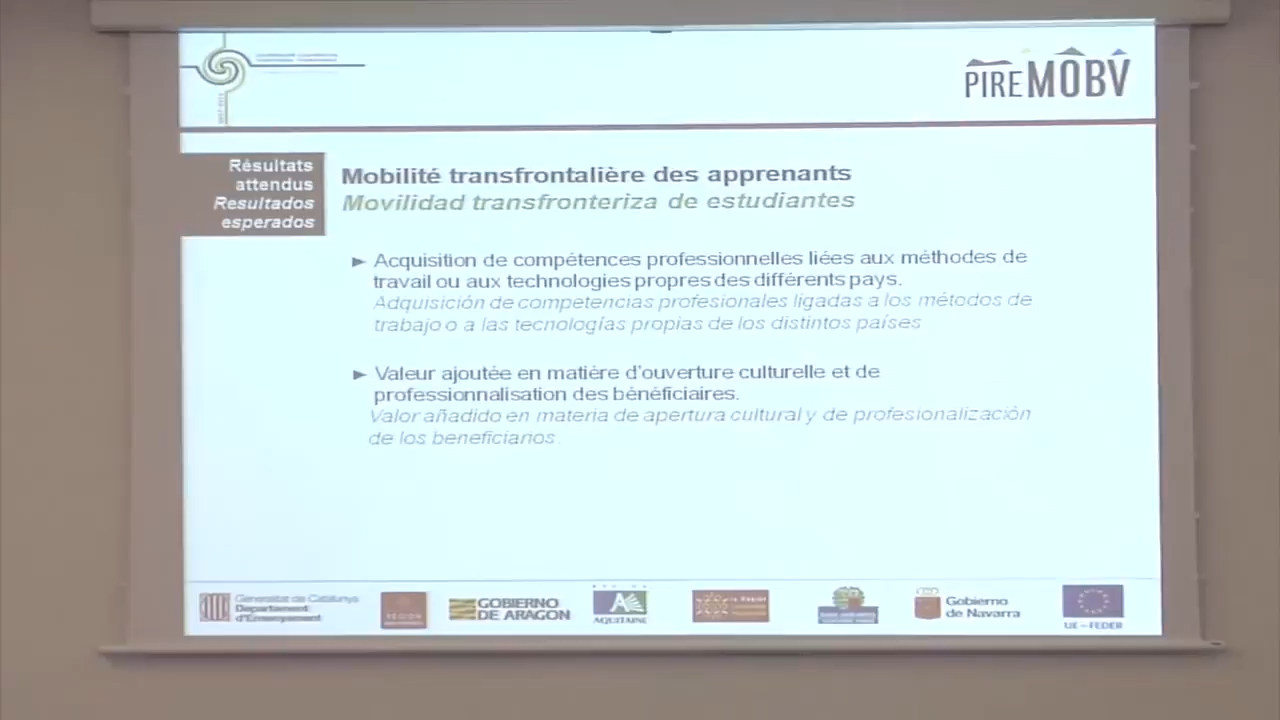 PIREMOBV
Résultats
attendus
Resultados
esperados
Mobilité transfrontalière des apprenants
Movilidad transfronteriza de estudiantes
► Acquisition de compétences professionnelles liées aux méthodes de
travail ou aux technologies propres des différents pays.
Adquisición de competencias profesionales ligadas a los métodos de
trabajo o a las tecnologías propias de los distintos países
► Valeur ajoutée en matière d'ouverture culturelle et de
professionnalisation des bénéficiaires.
Valor añadido en materia de apertura cultural y de profesionalización
de los beneficiarios.
Generalitat de Catalunya
Departament
d'Ensenyament
GOBIERNO
DE ARAGON
AQUITAINE
Gobierno
de Navarra
UE - FEDER